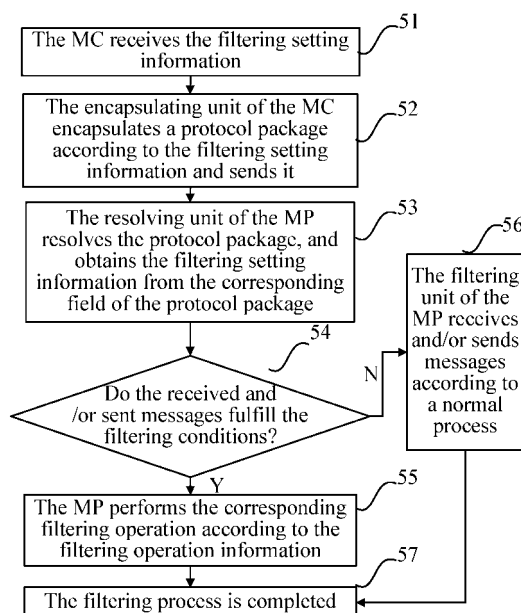 51
The MC receives the filtering setting
information
52
The encapsulating unit of the MC
encapsulates a protocol package
according to the filtering setting
information and sends it
53
The resolving unit of the MP
resolves the protocol package, and
obtains the filtering setting
information from the corresponding
field of the protocol package
54
Do the received and
/or sent messages fulfill the
filtering conditions?
N
56
The filtering
unit of the
MP receives
and/or sends
messages
according to
a normal
process
Y
55
The MP performs the corresponding
filtering operation according to the
filtering operation information
57
The filtering process is completed